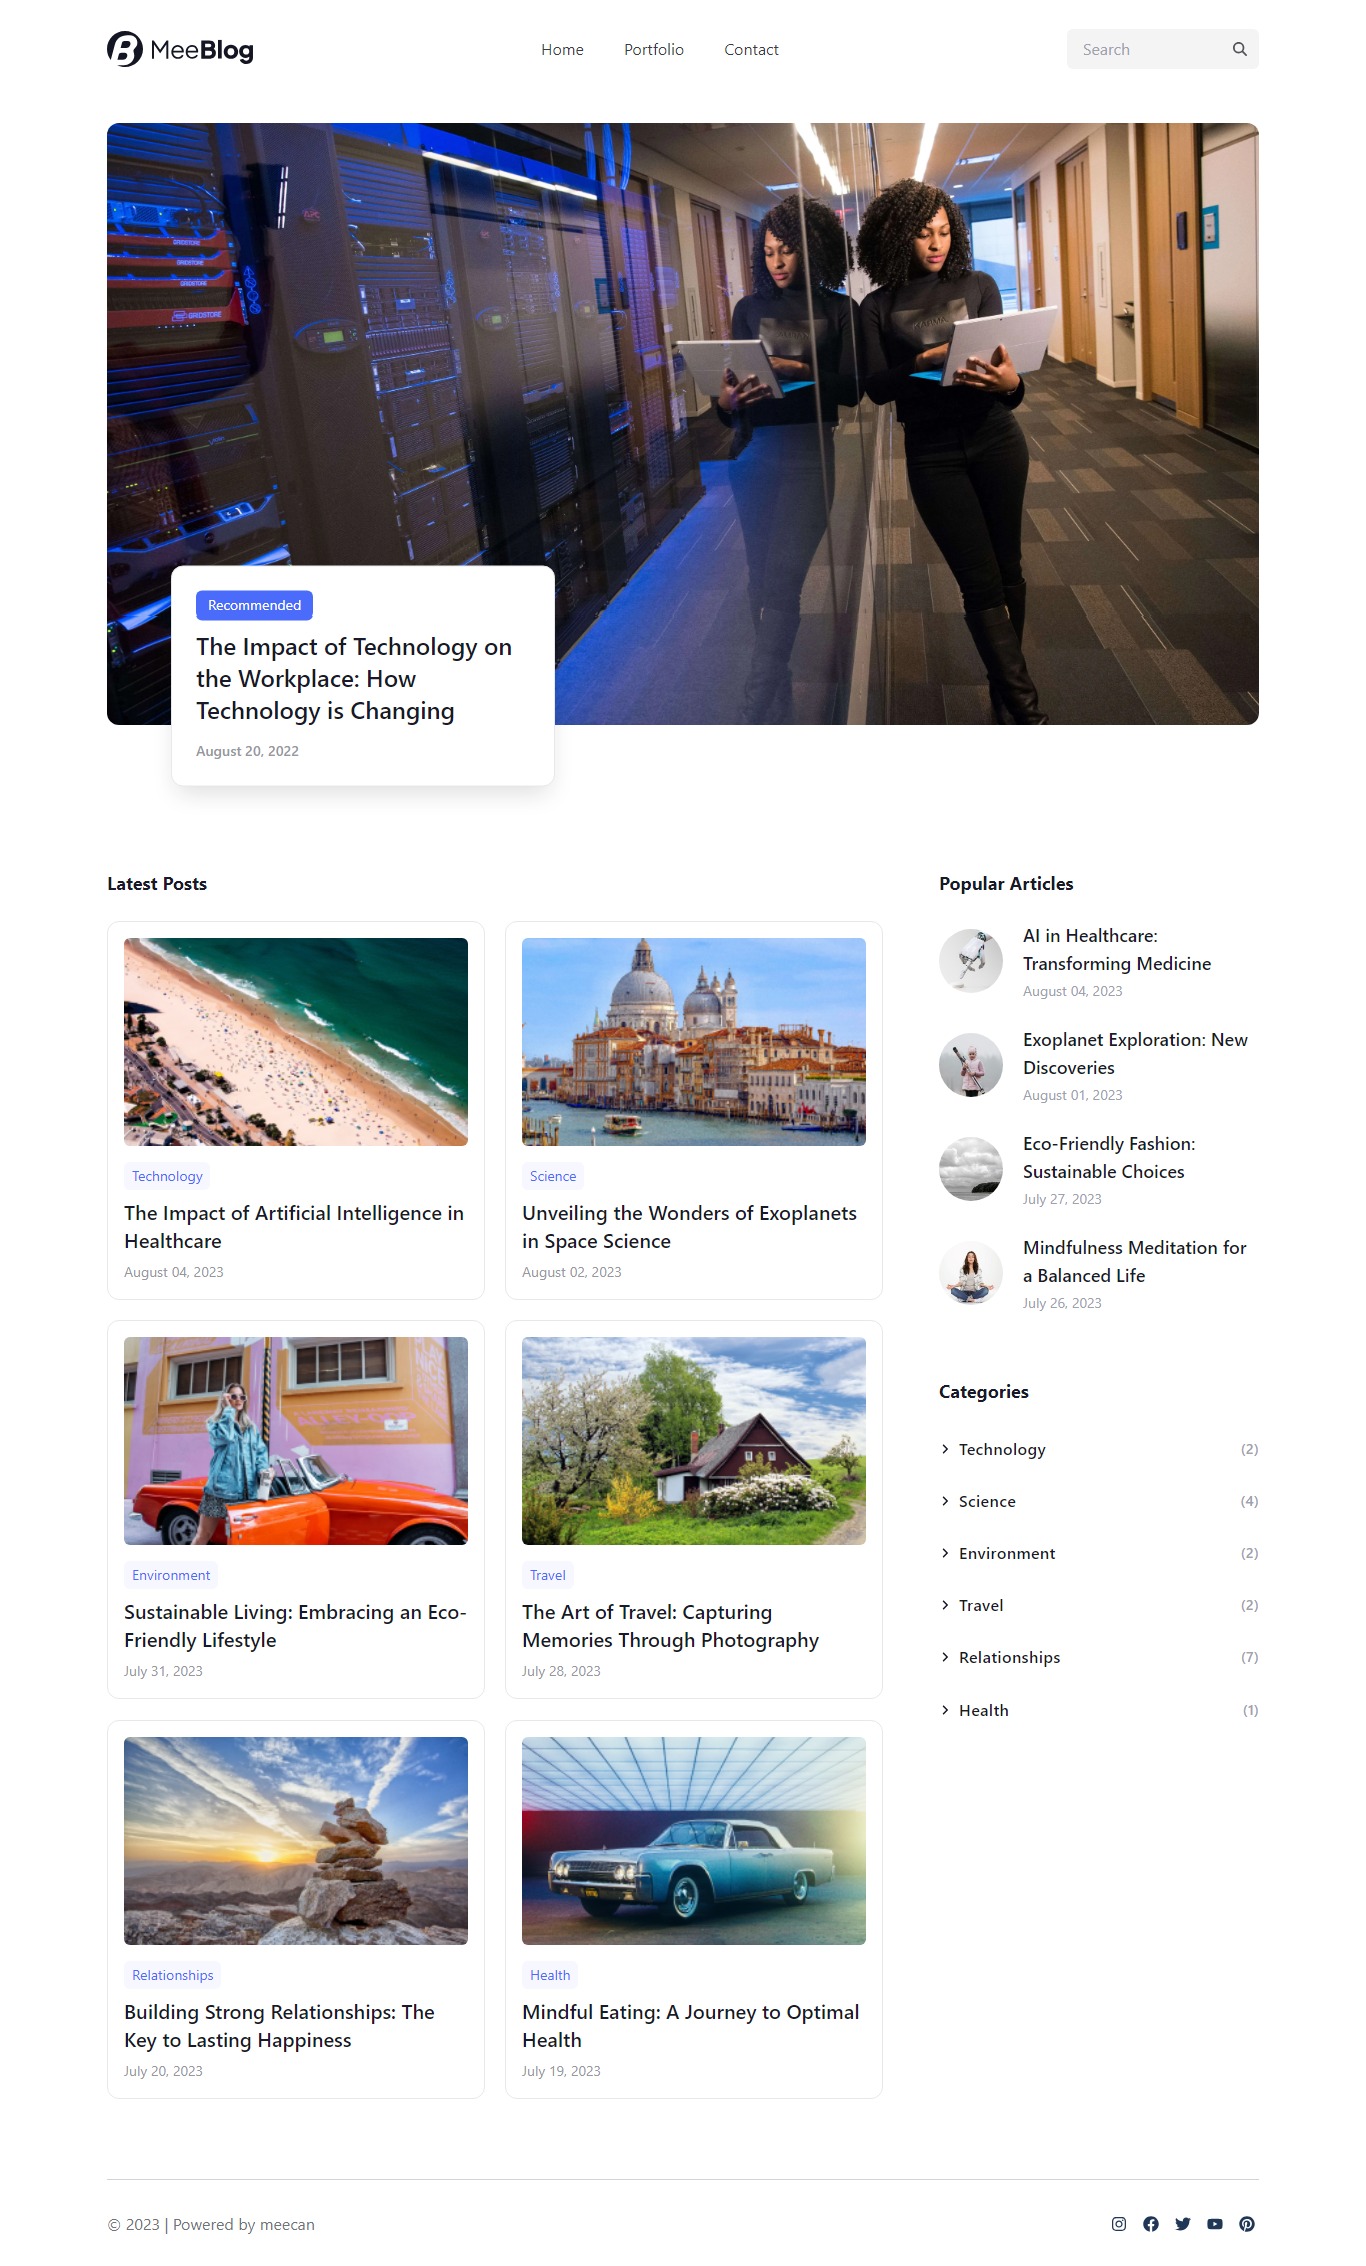 MeeBlog
Home Portfolio Contact
Search
GRIDSTORE
GRIDSTORE
GRIDSTORE
GRIDSTORE
Recommended
The Impact of Technology on
the Workplace: How
Technology is Changing
August 20, 2022
Latest Posts
Technology
The Impact of Artificial Intelligence in
Healthcare
August 04, 2023
Science
Unveiling the Wonders of Exoplanets
in Space Science
August 02, 2023
Environment
Sustainable Living: Embracing an Eco-
Friendly Lifestyle
July 31, 2023
Travel
The Art of Travel: Capturing
Memories Through Photography
July 28, 2023
Relationships
Building Strong Relationships: The
Key to Lasting Happiness
July 20, 2023
Health
Mindful Eating: A Journey to Optimal
Health
July 19, 2023
Popular Articles
AI in Healthcare:
Transforming Medicine
August 04, 2023
Exoplanet Exploration: New
Discoveries
August 01, 2023
Eco-Friendly Fashion:
Sustainable Choices
July 27, 2023
Mindfulness Meditation for
a Balanced Life
July 26, 2023
Categories
Technology (2)
Science (4)
Environment (2)
Travel (2)
Relationships (7)
Health (1)
© 2023 | Powered by meecan